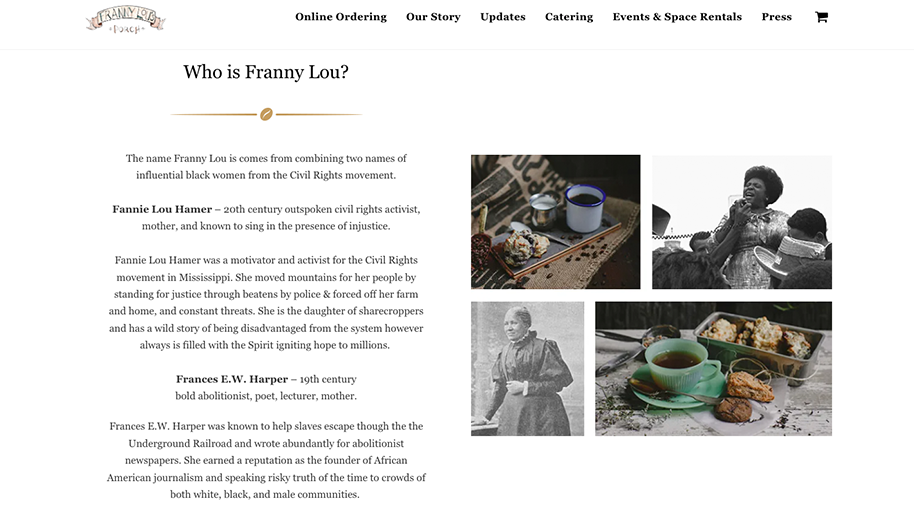 FRANNY LOU'S
PORCH
Online Ordering Our Story Updates Catering Events & Space Rentals Press
Who is Franny Lou?
The name Franny Lou is comes from combining two names of
influential black women from the Civil Rights movement.
Fannie Lou Hamer – 20th century outspoken civil rights activist,
mother, and known to sing in the presence of injustice.
Fannie Lou Hamer was a motivator and activist for the Civil Rights
movement in Mississippi. She moved mountains for her people by
standing for justice through beatens by police & forced off her farm
and home, and constant threats. She is the daughter of sharecroppers
and has a wild story of being disadvantaged from the system however
always is filled with the Spirit igniting hope to millions.
Frances E.W. Harper – 19th century
bold abolitionist, poet, lecturer, mother.
Frances E.W. Harper was known to help slaves escape though the the
Underground Railroad and wrote abundantly for abolitionist
newspapers. She earned a reputation as the founder of African
American journalism and speaking risky truth of the time to crowds of
both white, black, and male communities.